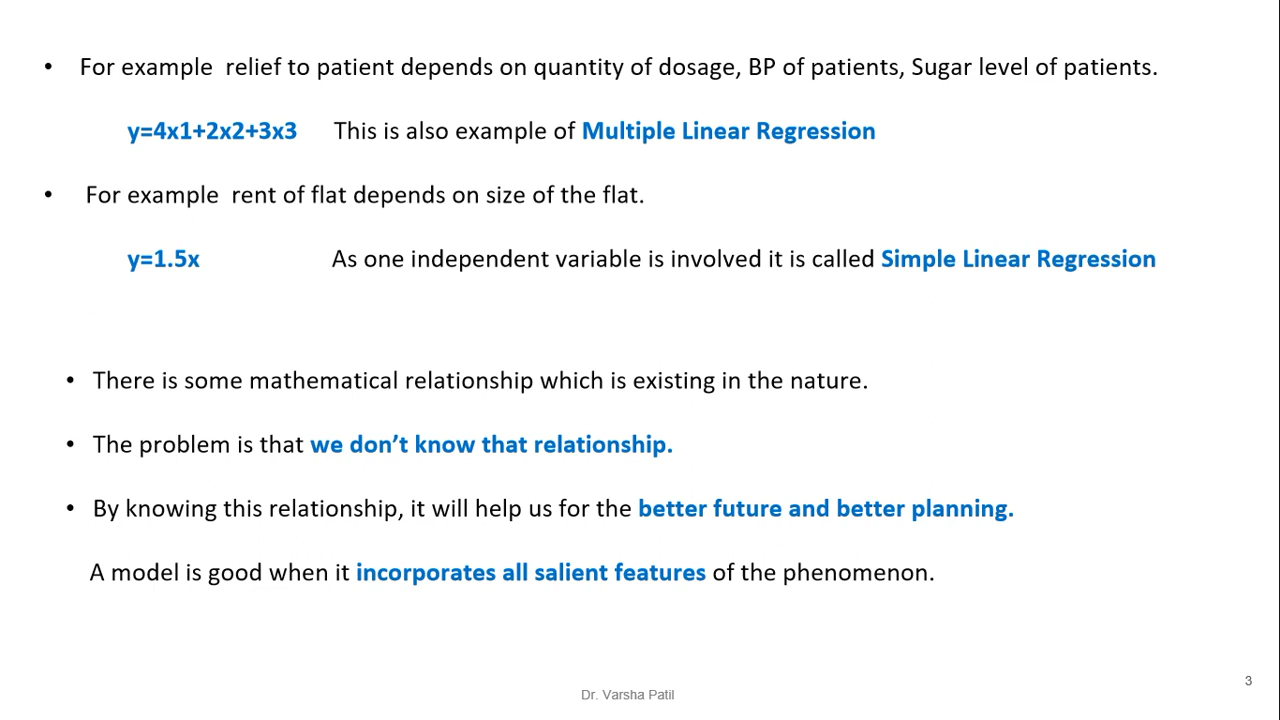 • For example relief to patient depends on quantity of dosage, BP of patients, Sugar level of patients.
y=4x1+2x2+3x3 This is also example of Multiple Linear Regression
• For example rent of flat depends on size of the flat.
y=1.5x As one independent variable is involved it is called Simple Linear Regression
• There is some mathematical relationship which is existing in the nature.
• The problem is that we don’t know that relationship.
• By knowing this relationship, it will help us for the better future and better planning.
A model is good when it incorporates all salient features of the phenomenon.
Dr. Varsha Patil
3